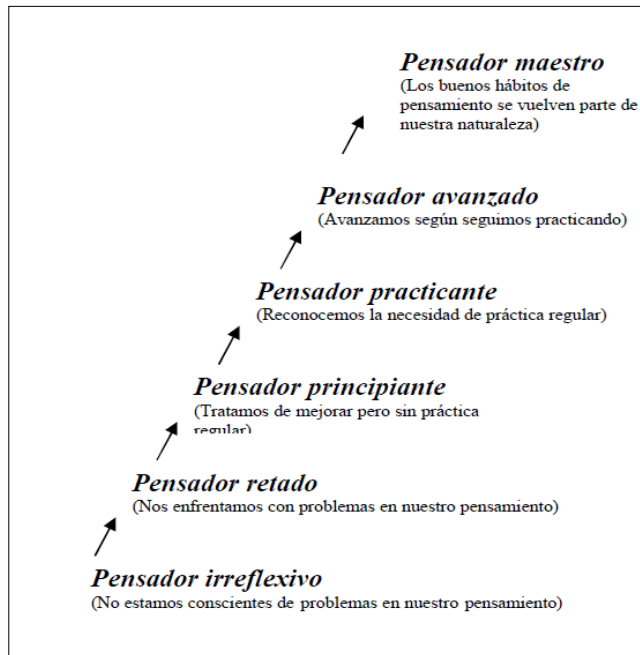 Pensador maestro
(Los buenos hábitos de
pensamiento se vuelven parte de
nuestra naturaleza)
Pensador avanzado
(Avanzamos según seguimos practicando)
Pensador practicante
(Reconocemos la necesidad de práctica regular)
Pensador principiante
(Tratamos de mejorar pero sin práctica
regular)
Pensador retado
(Nos enfrentamos con problemas en nuestro pensamiento)
Pensador irreflexivo
(No estamos conscientes de problemas en nuestro pensamiento)